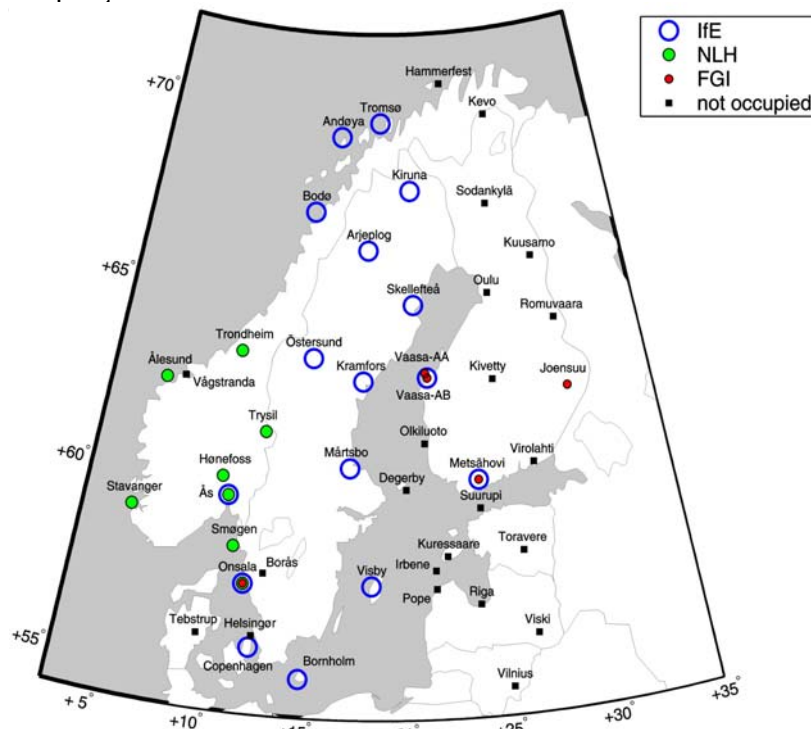 IfE
NLH
FGI
not occupied
+70°
+65°
+60°
+55°
Hammerfest
Tromsø
Andøya
Kevo
Kiruna
Bodø
Sodankylä
Arjeplog
Kuusamo
Skellefteå
Oulu
Romuvaara
Trondheim
Östersund
Ålesund
Vågstranda
Kramfors
Vaasa-AA
Vaasa-AB
Kivetty
Joensuu
Trysil
Olkiluoto
Hønefoss
Mårtsbo
Metsähovi
Virolahti
Stavanger
Ås
Degerby
Suurupi
Smøgen
Toravere
Onsala
Borås
Kuressaare
Visby
Irbene
Pope
Riga
Tebstrup
Helsingør
Viski
Copenhagen
Bornholm
Vilnius
+ 5°
+10°
+15°
+25°
+30°
+35°